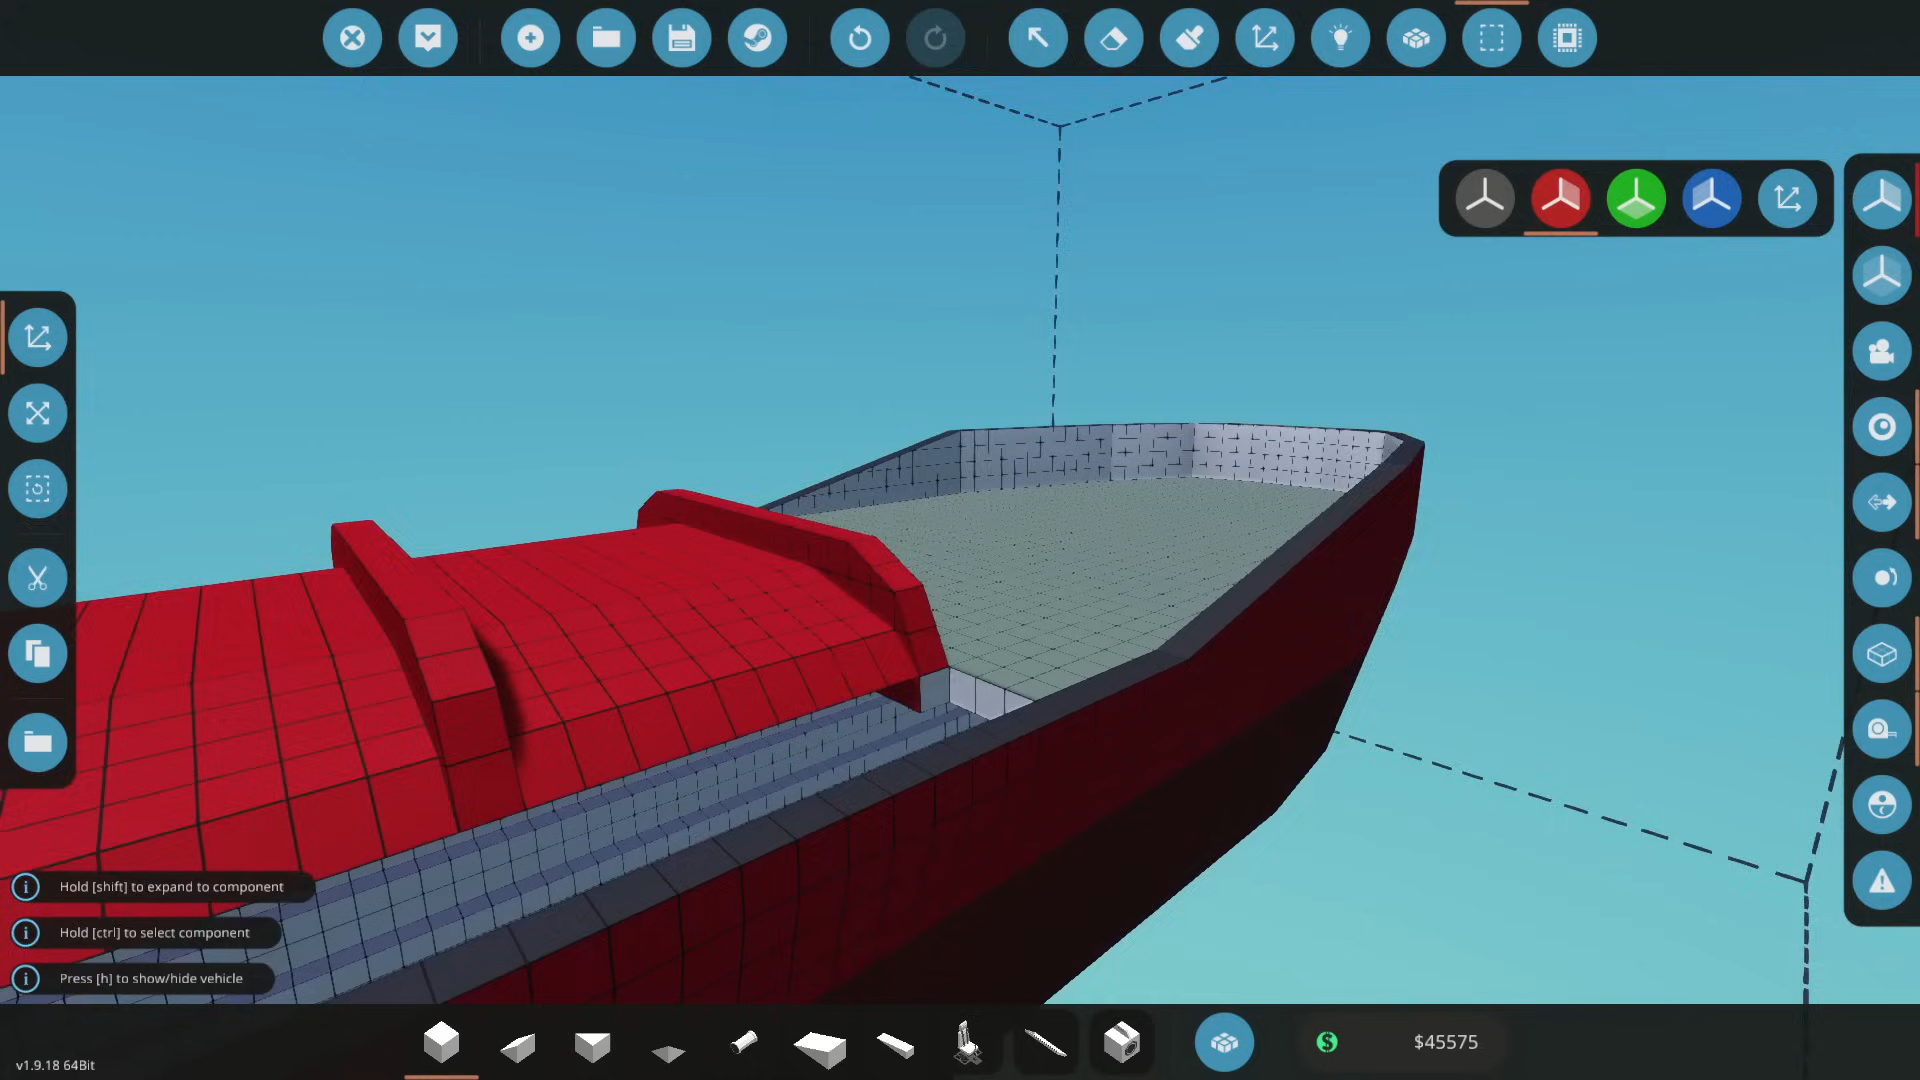 Hold [shift] to expand to component
Hold [ctrl] to select component
Press [h] to show/hide vehicle
v1.9.18 64Bit
$45575